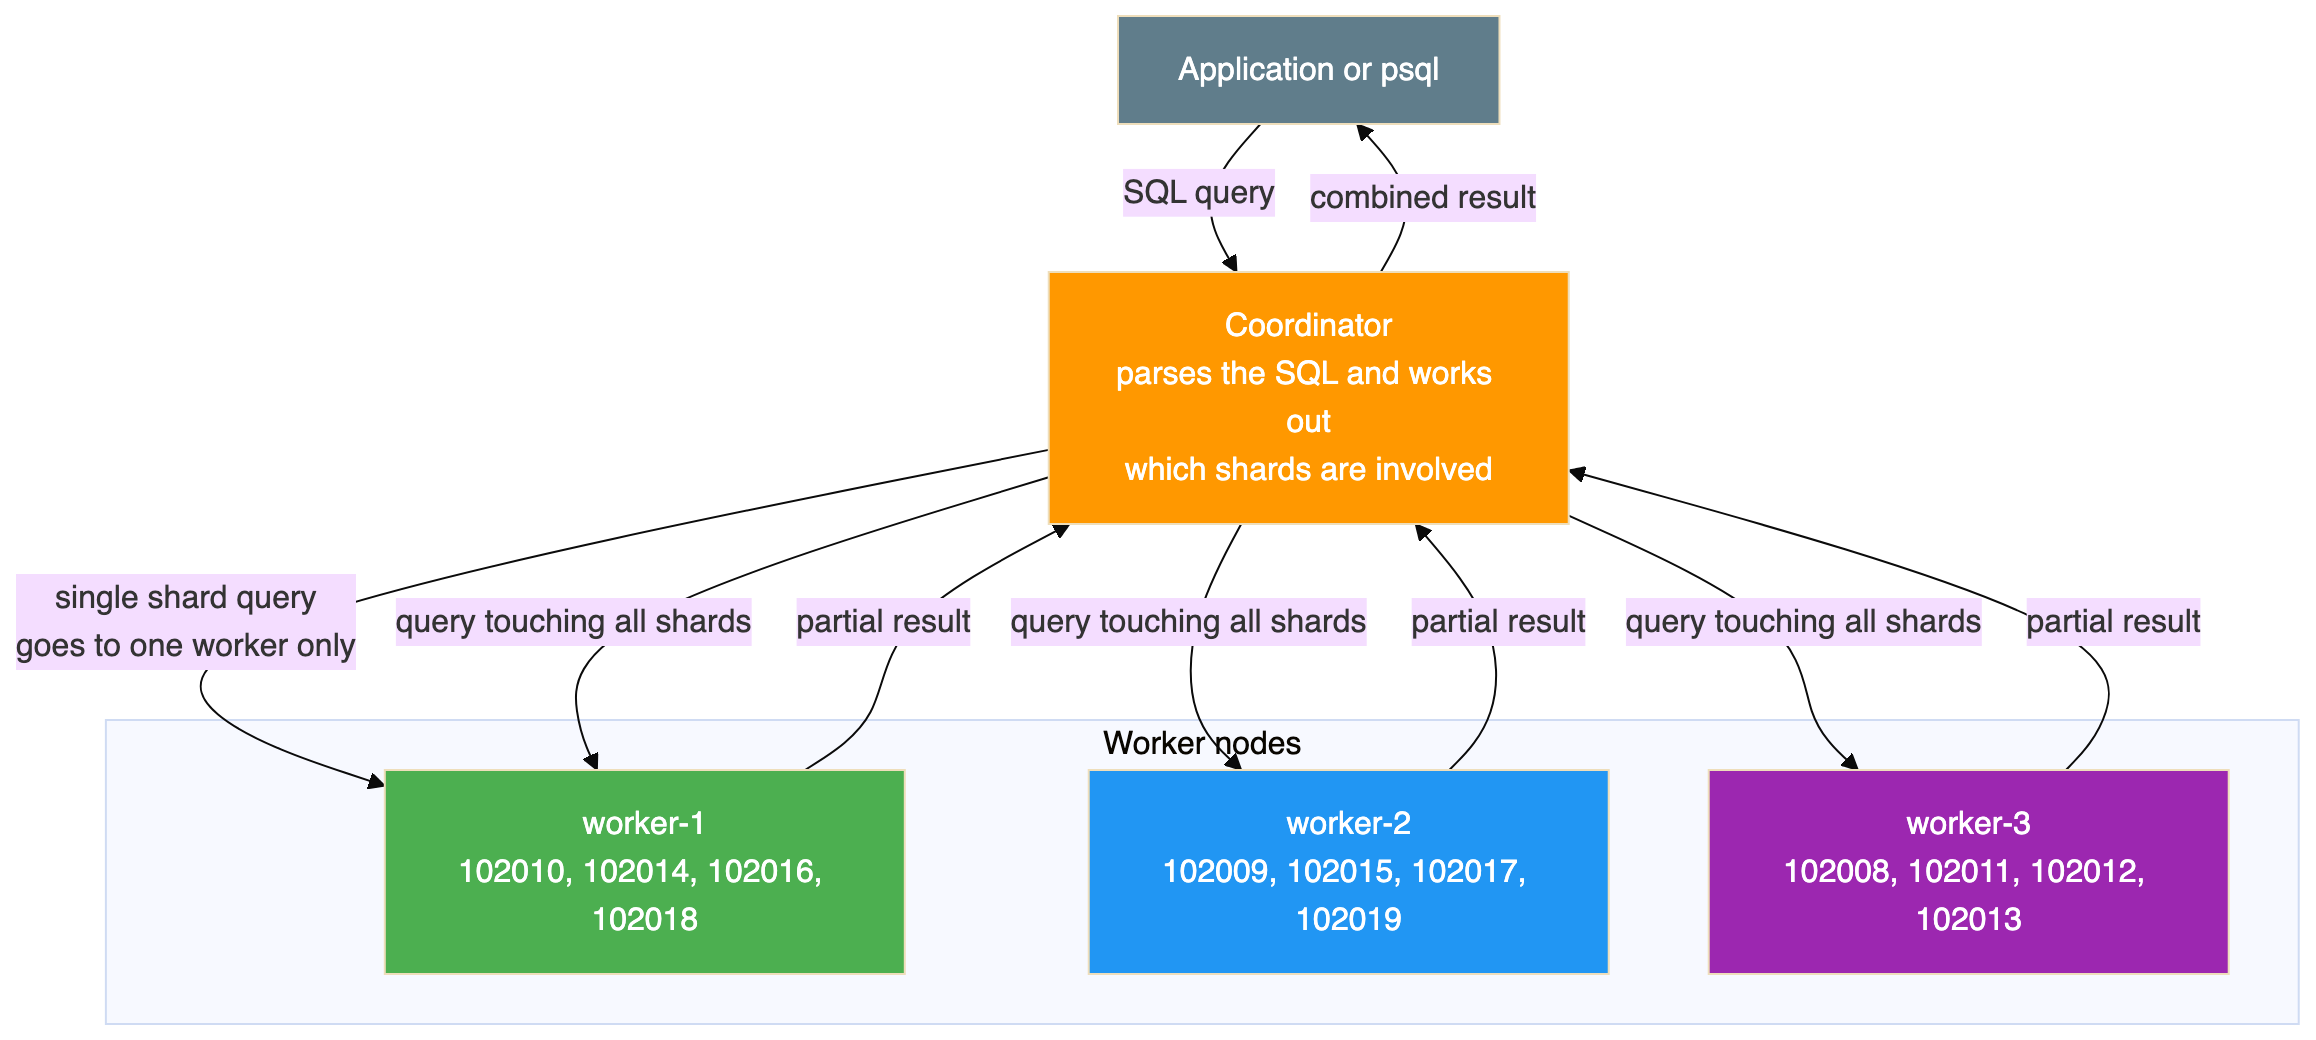 Application or psql
SQL query
combined result
Coordinator
parses the SQL and works
out
which shards are involved
single shard query
goes to one worker only
query touching all shards
partial result
query touching all shards
partial result
query touching all shards
partial result
Worker nodes
worker-1
102010, 102014, 102016,
102018
worker-2
102009, 102015, 102017,
102019
worker-3
102008, 102011, 102012,
102013